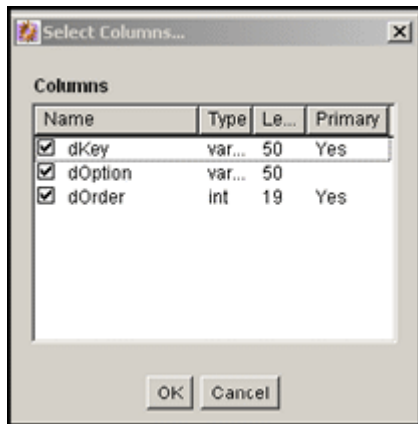 Select Columns...
Columns
Name Type Le... Primary
dKey var... 50 Yes
dOption var... 50
dOrder int 19 Yes
OK Cancel